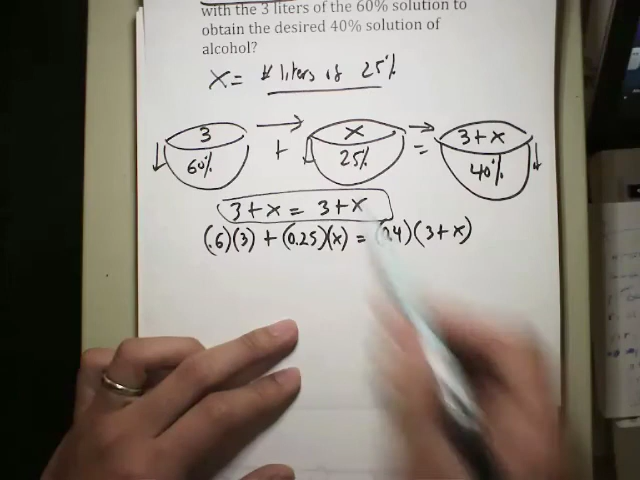 with the 3 liters of the 60% solution to
obtain the desired 40% solution of
alcohol?
x = # liters of 25%
3 + x = 3+x
60% 25% 40%
3+x = 3+x
(.6)(3) + (0.25)(x) = (0.4)(3+x)